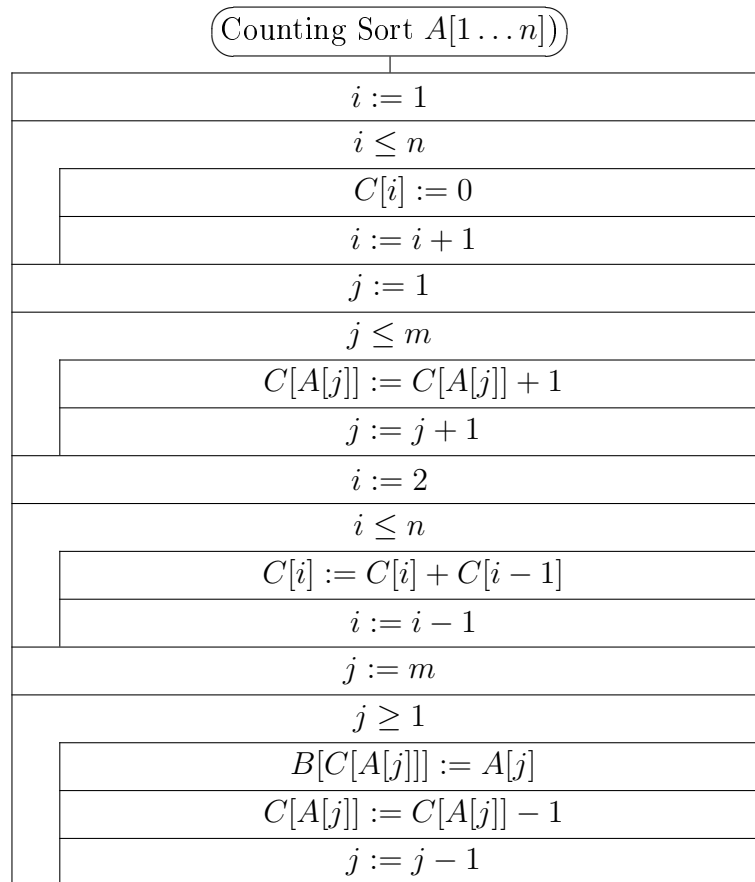 Counting Sort A[1 … n])
i := 1
i ≤ n
C[i] := 0
i := i + 1
j := 1
j ≤ m
C[A[j]] := C[A[j]] + 1
j := j + 1
i := 2
i ≤ n
C[i] := C[i] + C[i − 1]
i := i − 1
j := m
j ≥ 1
B[C[A[j]]] := A[j]
C[A[j]] := C[A[j]] − 1
j := j − 1